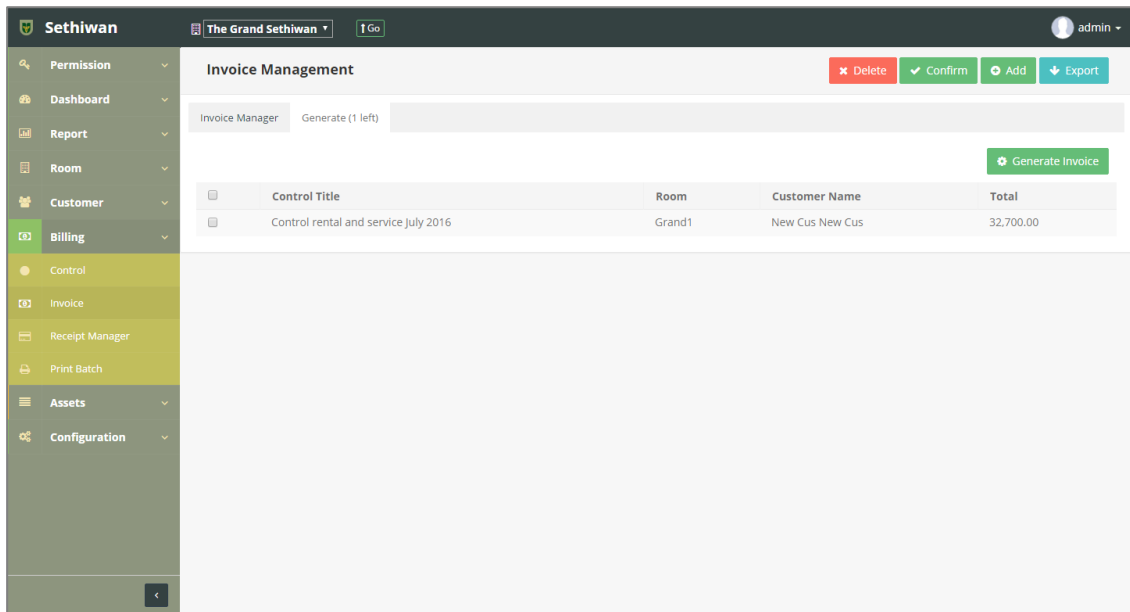 Sethiwan
The Grand Sethiwan
Go
admin
Permission
Dashboard
Report
Room
Customer
Billing
Control
Invoice
Receipt Manager
Print Batch
Assets
Configuration
Invoice Management
Delete
Confirm
Add
Export
Invoice Manager
Generate (1 left)
Generate Invoice
Control Title Room Customer Name Total
Control rental and service July 2016 Grand1 New Cus New Cus 32,700.00